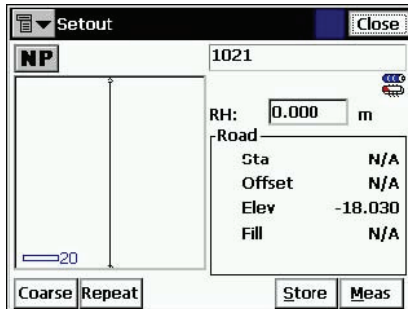 Setout Close
NP 1021
RH: 0.000 m
Road
Sta N/A
Offset N/A
Elev -18.030
Fill N/A
20
Coarse Repeat Store Meas